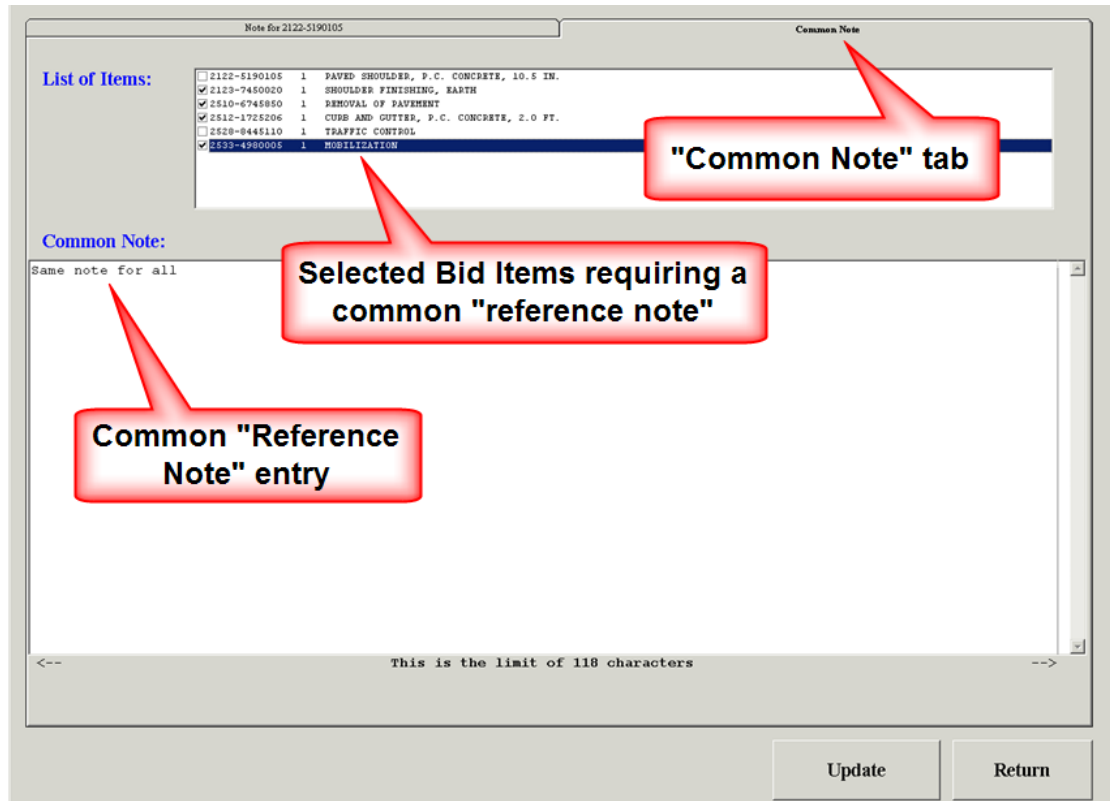 Note for 2122-5190105
Common Note
List of Items:
2122-5190105 1 PAVED SHOULDER, P.C. CONCRETE, 10.5 IN.
2123-7450020 1 SHOULDER FINISHING, EARTH
2510-6745850 1 REMOVAL OF PAVEMENT
2512-1725206 1 CURB AND GUTTER, P.C. CONCRETE, 2.0 FT.
2528-8445110 1 TRAFFIC CONTROL
2533-4980005 1 MOBILIZATION
"Common Note" tab
Common Note:
Same note for all
Selected Bid Items requiring a
common "reference note"
Common "Reference
Note" entry
<-- This is the limit of 118 characters -->
Update
Return